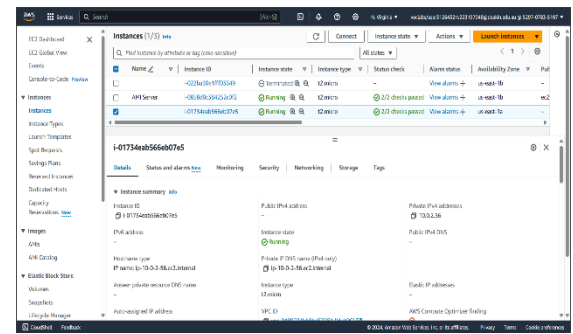 aws Services Search [Alt+S] N. Virginia
EC2 Dashboard
EC2 Global View
Events
Console-to-Code Preview
Instances
Instances
Instance Types
Launch Templates
Spot Requests
Savings Plans
Reserved Instances
Dedicated Hosts
Capacity
Reservations New
Images
AMIs
AMI Catalog
Elastic Block Store
Volumes
Snapshots
Lifecycle Manager
Instances (1/3) Info
Connect Instance state Actions Launch instances
Find Instance by attribute or tag (case-sensitive) All states 1
Name Instance ID Instance state Instance type Status check Alarm status Availability Zone
Terminated t2.micro – View alarms + us-east-1b
AMI Server Running t2.micro 2/2 checks passed View alarms + us-east-1b
i-01734eab566eb07e5 Running t2.micro 2/2 checks passed View alarms + us-east-1a
i-01734eab566eb07e5
Details Status and alarms New Monitoring Security Networking Storage Tags
Instance summary Info
Instance ID Public IPv4 address Private IPv4 addresses
i-01734eab566eb07e5 – 10.0.2.56
IPv6 address Instance state Public IPv4 DNS
– Running –
Hostname type Private IP DNS name (IPv4 only)
IP name: ip-10-0-2-56.ec2.internal ip-10-0-2-56.ec2.internal
Answer private resource DNS name Instance type Elastic IP addresses
– t2.micro –
Auto-assigned IP address VPC ID AWS Compute Optimizer finding
CloudShell Feedback © 2024, Amazon Web Services, Inc. or its affiliates. Privacy Terms Cookie preferences